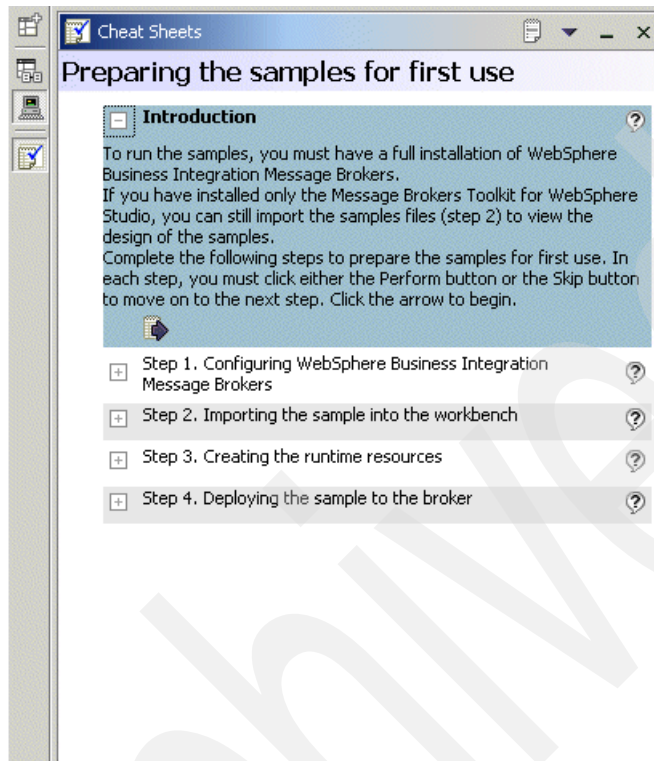 Cheat Sheets
Preparing the samples for first use
Introduction
To run the samples, you must have a full installation of WebSphere
Business Integration Message Brokers.
If you have installed only the Message Brokers Toolkit for WebSphere
Studio, you can still import the samples files (step 2) to view the
design of the samples.
Complete the following steps to prepare the samples for first use. In
each step, you must click either the Perform button or the Skip button
to move on to the next step. Click the arrow to begin.
Step 1. Configuring WebSphere Business Integration
Message Brokers
Step 2. Importing the sample into the workbench
Step 3. Creating the runtime resources
Step 4. Deploying the sample to the broker